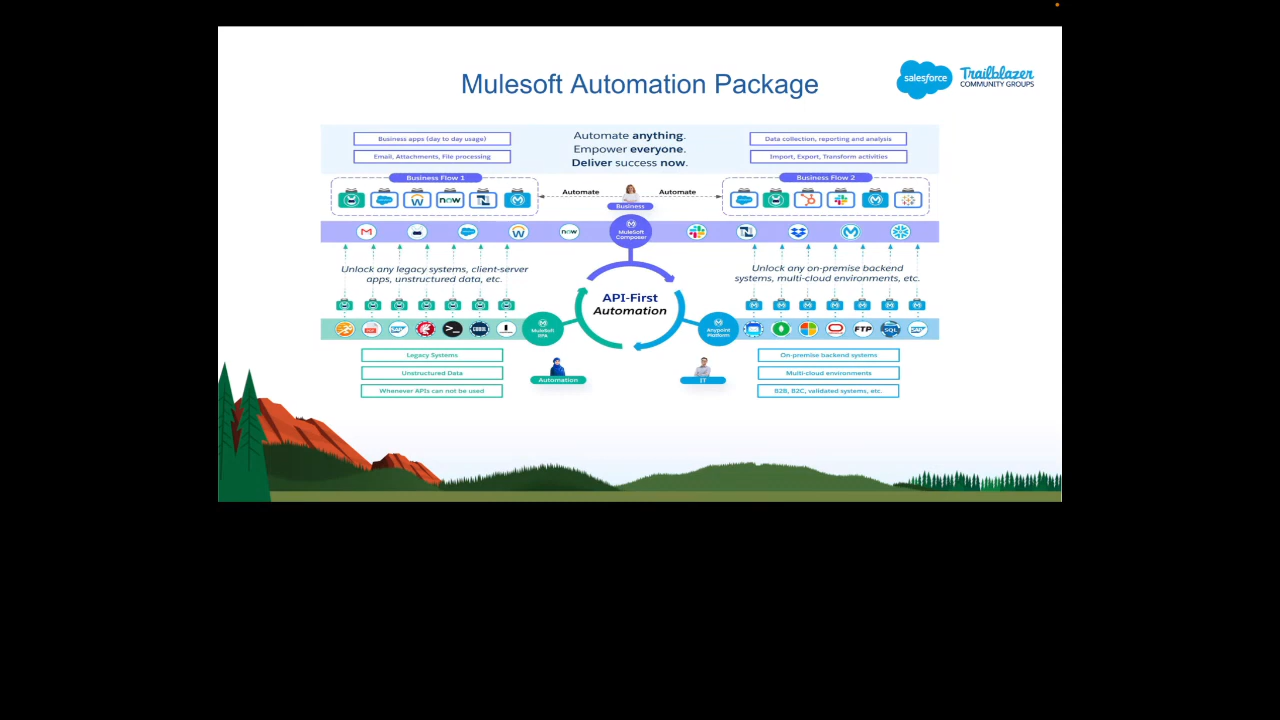 Mulesoft Automation Package
salesforce
Trailblazer
COMMUNITY GROUPS
Business apps (day to day usage)
Email, Attachments, File processing
Automate anything.
Empower everyone.
Deliver success now.
Data collection, reporting and analysis
Import, Export, Transform activities
Business Flow 1
Business Flow 2
now
Automate
Automate
Business
now
MuleSoft
Composer
Unlock any legacy systems, client-server
apps, unstructured data, etc.
Unlock any on-premise backend
systems, multi-cloud environments, etc.
API-First
Automation
SAP
COBOL
MuleSoft
RPA
Anypoint
Platform
FTP
SQL
SAP
Legacy Systems
Unstructured Data
Whenever APIs can not be used
Automation
IT
On-premise backend systems
Multi-cloud environments
B2B, B2C, validated systems, etc.